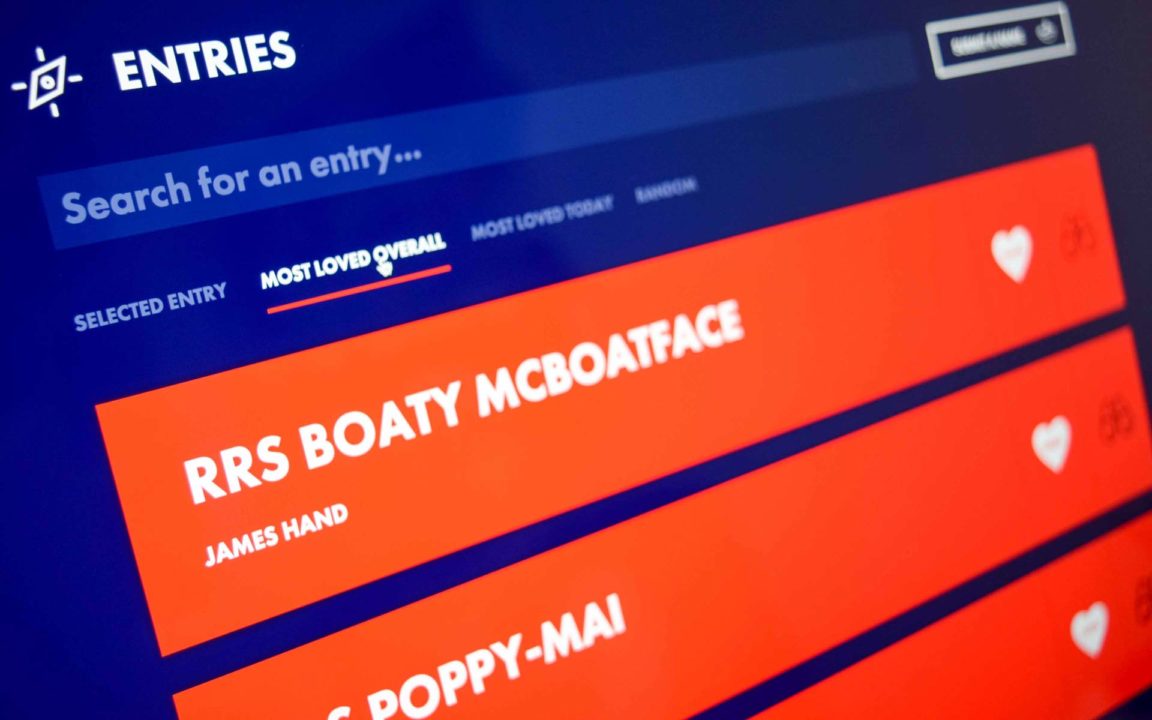 ENTRIES
Search for an entry...
SELECTED ENTRY MOST LOVED OVERALL MOST LOVED TODAY RANDOM
RRS BOATY MCBOATFACE
JAMES HAND
S POPPY-MAI